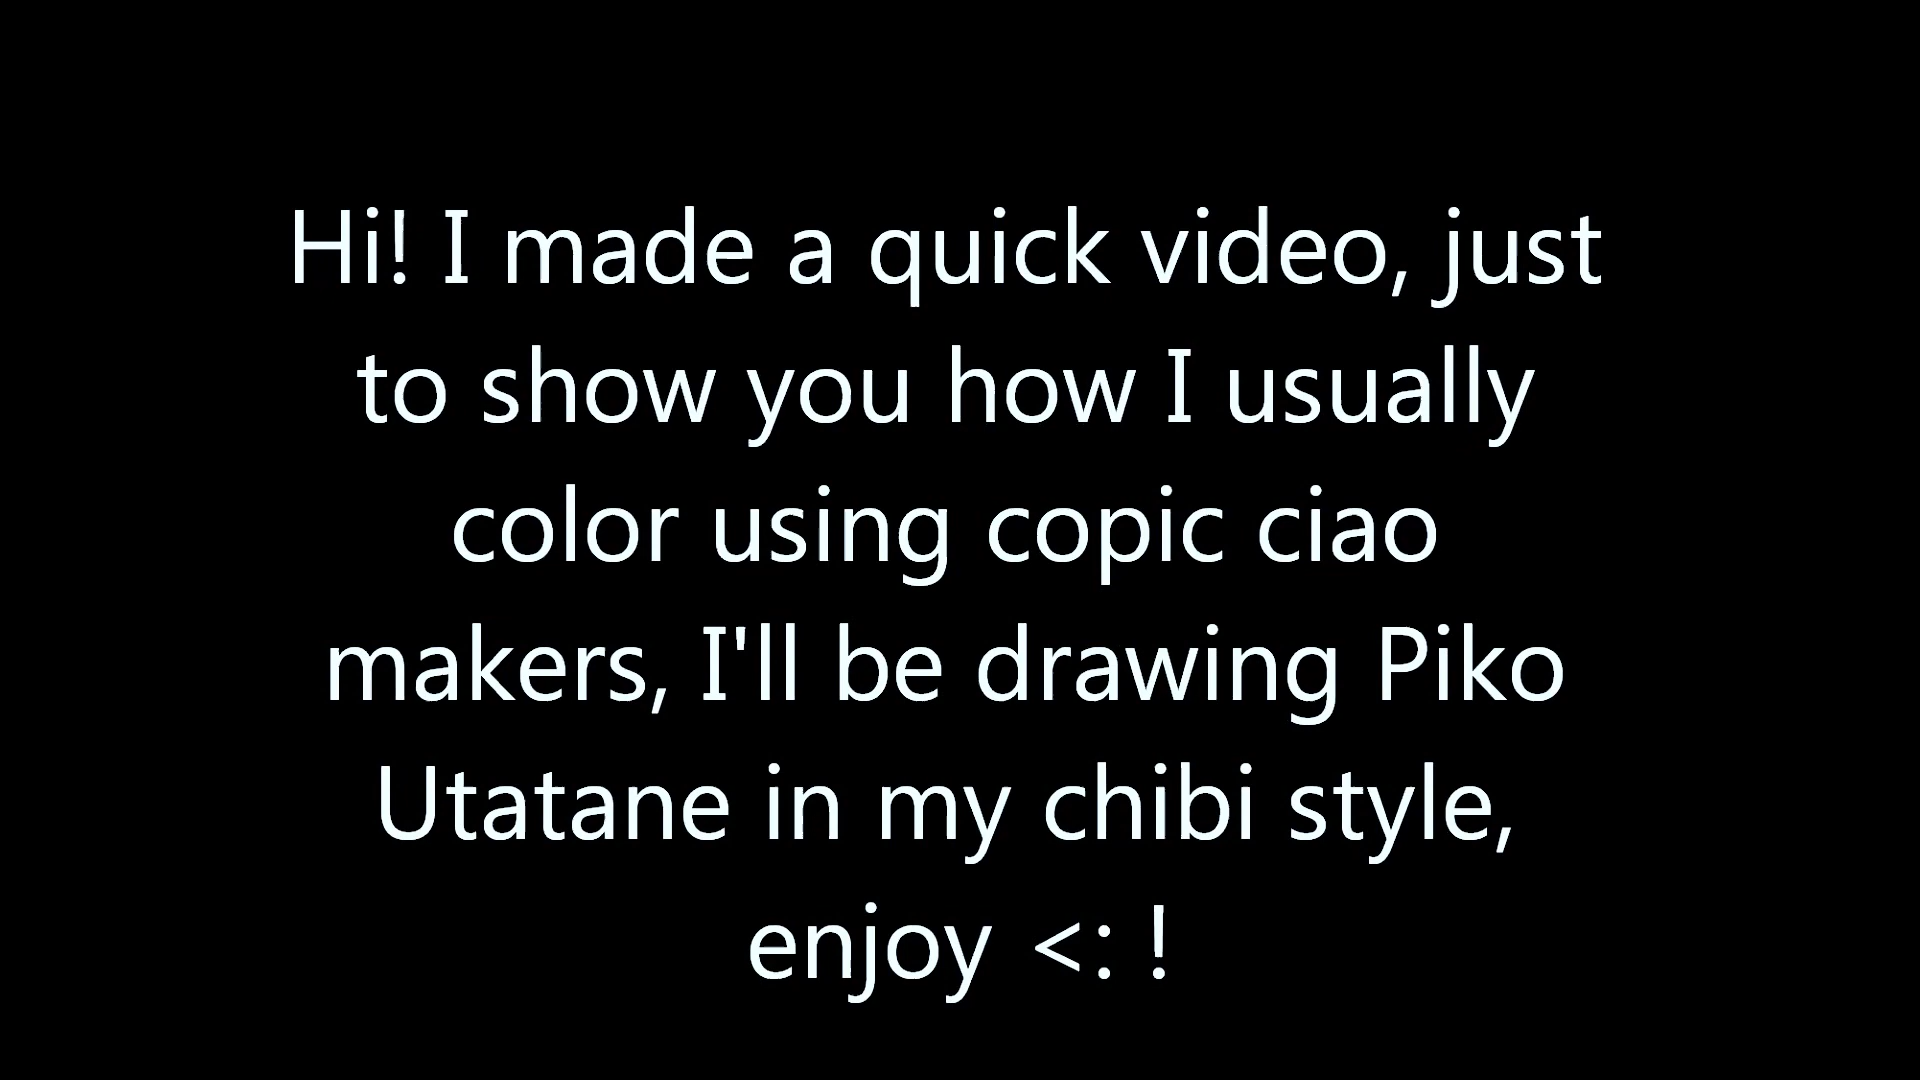 Hi! I made a quick video, just
to show you how I usually
color using copic ciao
makers, I'll be drawing Piko
Utatane in my chibi style,
enjoy <: !